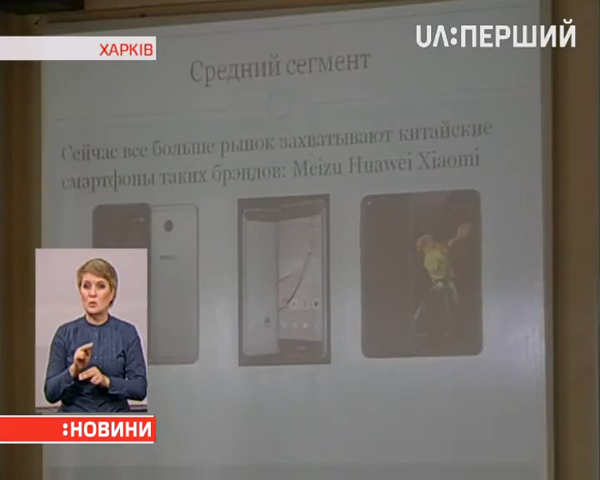 ХАРКІВ
UA:ПЕРШИЙ
Средний сегмент
Сейчас все больше рынок захватывают китайские
смартфоны таких брэндов: Meizu Huawei Xiaomi
:НОВИНИ